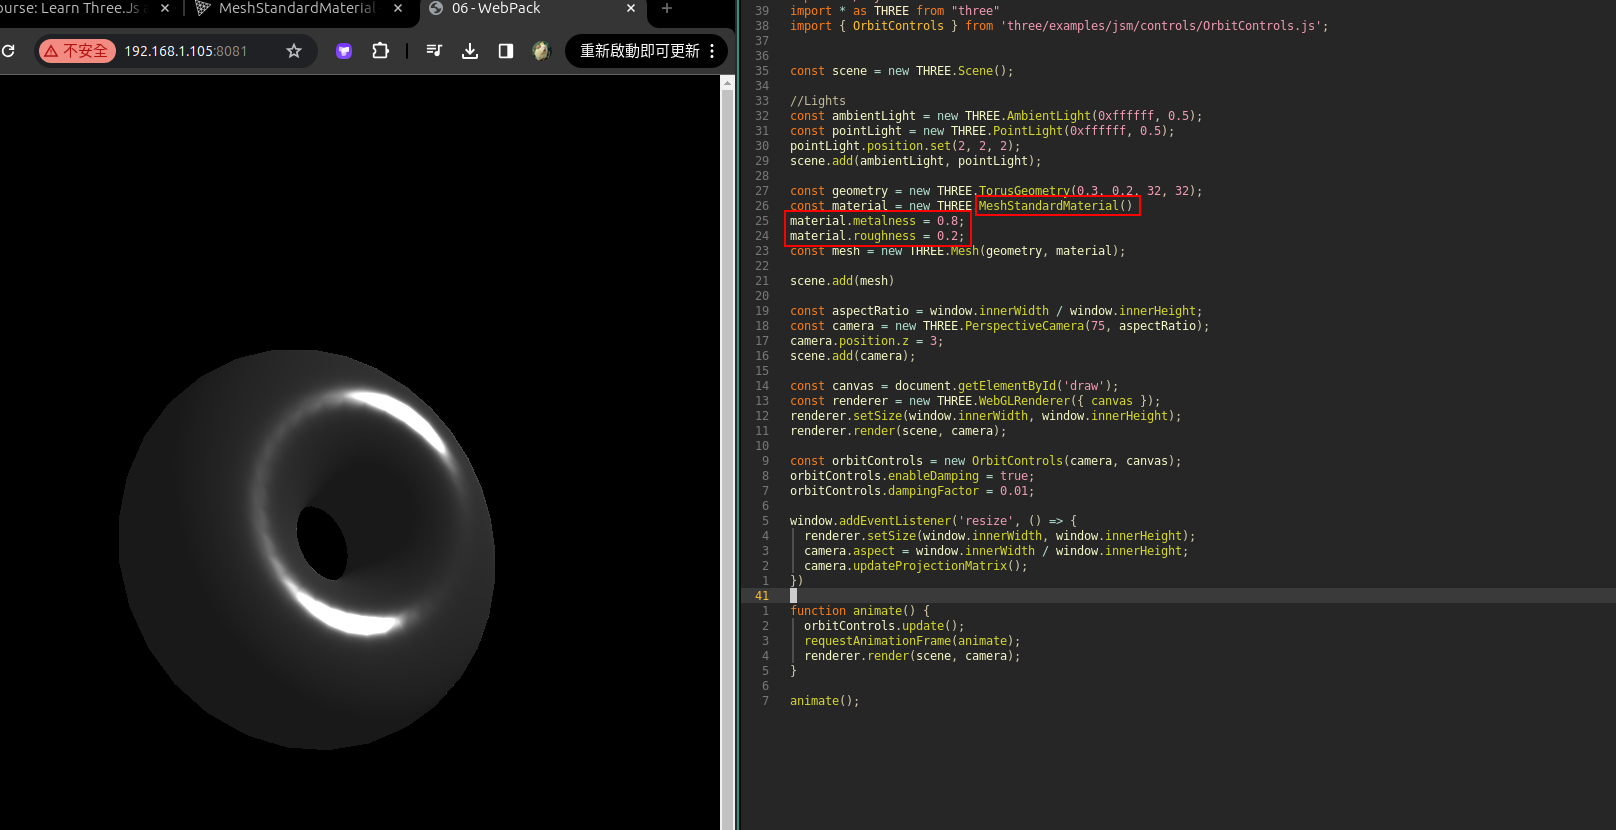 ourse: Learn Three.Js a
MeshStandardMaterial
06 - WebPack
不安全
192.168.1.105:8081
重新啟動即可更新
39 import * as THREE from "three"
38 import { OrbitControls } from 'three/examples/jsm/controls/OrbitControls.js';
37
36
35 const scene = new THREE.Scene();
34
33 //Lights
32 const ambientLight = new THREE.AmbientLight(0xffffff, 0.5);
31 const pointLight = new THREE.PointLight(0xffffff, 0.5);
30 pointLight.position.set(2, 2, 2);
29 scene.add(ambientLight, pointLight);
28
27 const geometry = new THREE.TorusGeometry(0.3, 0.2, 32, 32);
26 const material = new THREE.MeshStandardMaterial()
25 material.metalness = 0.8;
24 material.roughness = 0.2;
23 const mesh = new THREE.Mesh(geometry, material);
22
21 scene.add(mesh)
20
19 const aspectRatio = window.innerWidth / window.innerHeight;
18 const camera = new THREE.PerspectiveCamera(75, aspectRatio);
17 camera.position.z = 3;
16 scene.add(camera);
15
14 const canvas = document.getElementById('draw');
13 const renderer = new THREE.WebGLRenderer({ canvas });
12 renderer.setSize(window.innerWidth, window.innerHeight);
11 renderer.render(scene, camera);
10
9 const orbitControls = new OrbitControls(camera, canvas);
8 orbitControls.enableDamping = true;
7 orbitControls.dampingFactor = 0.01;
6
5 window.addEventListener('resize', () => {
4 renderer.setSize(window.innerWidth, window.innerHeight);
3 camera.aspect = window.innerWidth / window.innerHeight;
2 camera.updateProjectionMatrix();
1 })
41
1 function animate() {
2 orbitControls.update();
3 requestAnimationFrame(animate);
4 renderer.render(scene, camera);
5 }
6
7 animate();